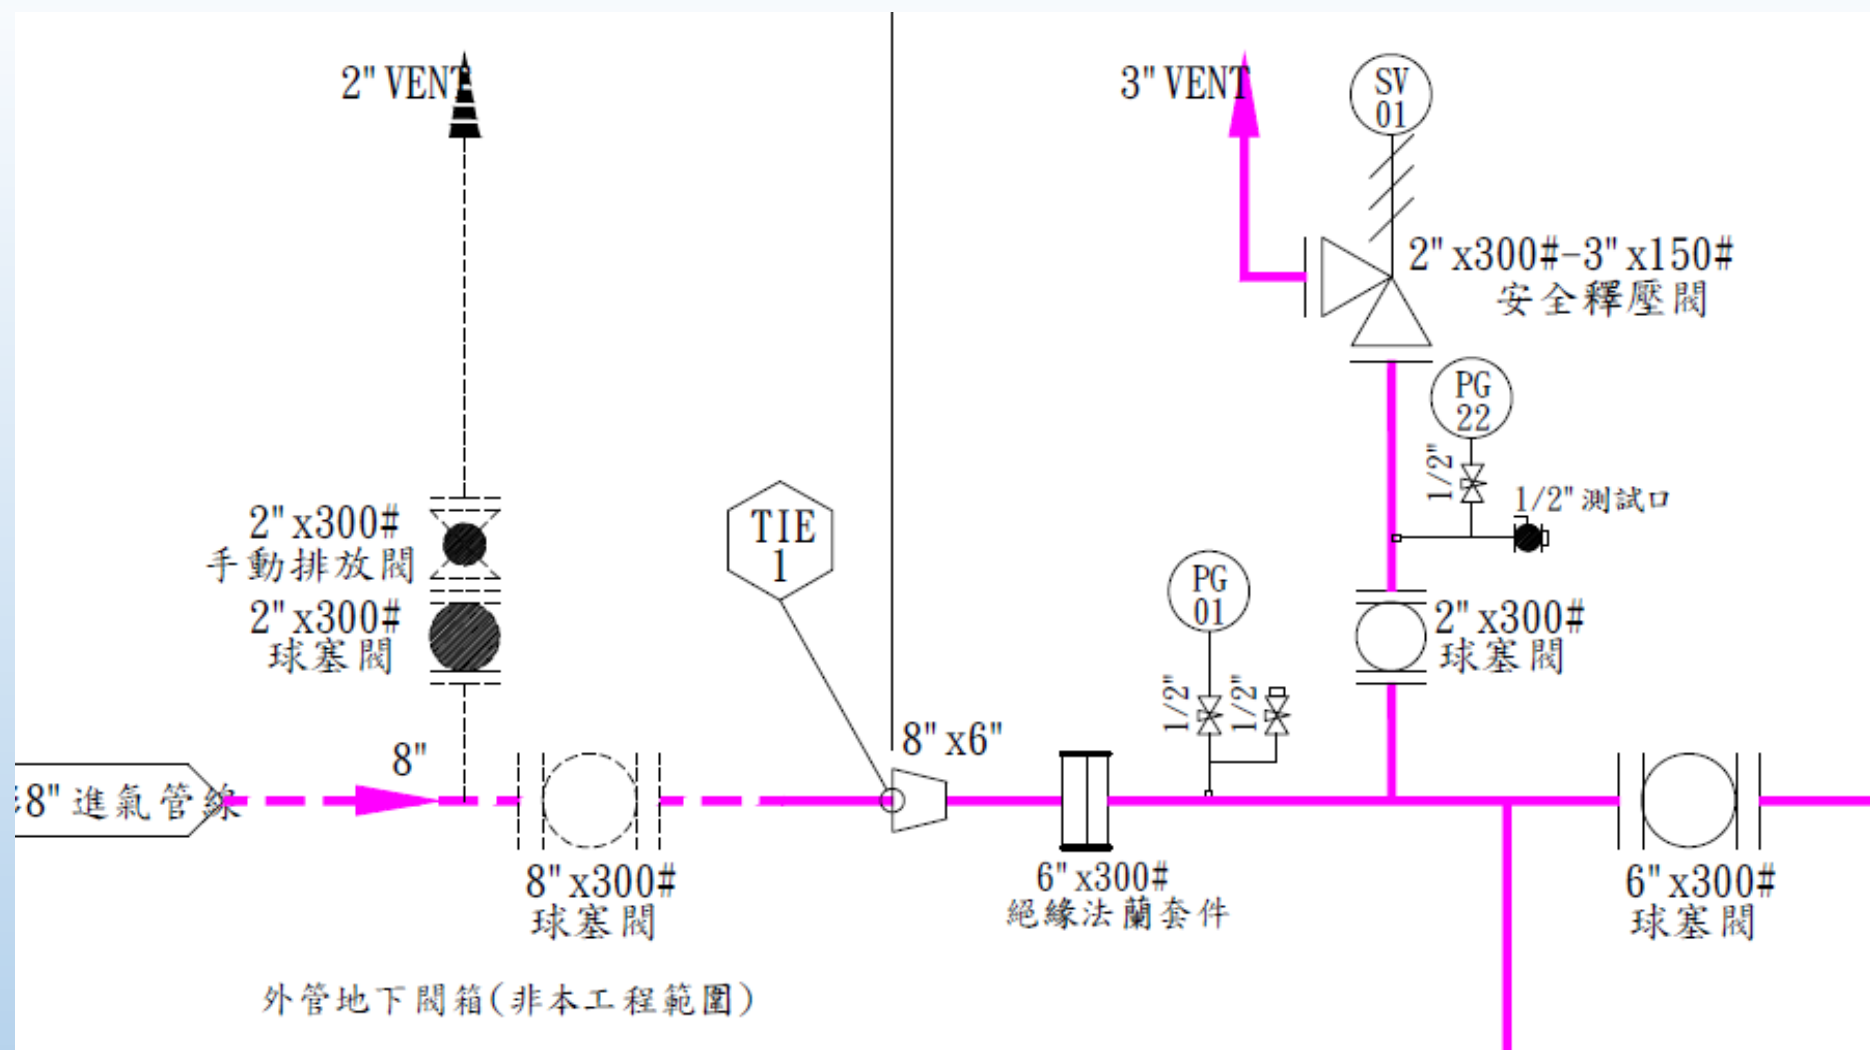 2" VENT
3" VENT
SV
01
2" x300#-3" x150#
安全釋壓閥
PG
22
1/2"
1/2" 測試口
2" x300#
手動排放閥
TIE
1
PG
01
2" x300#
球塞閥
2" x300#
球塞閥
1/2"
1/2"
8"
8" x6"
8" 進氣管線
8" x300#
球塞閥
6" x300#
絕緣法蘭套件
6" x300#
球塞閥
外管地下閥箱(非本工程範圍)